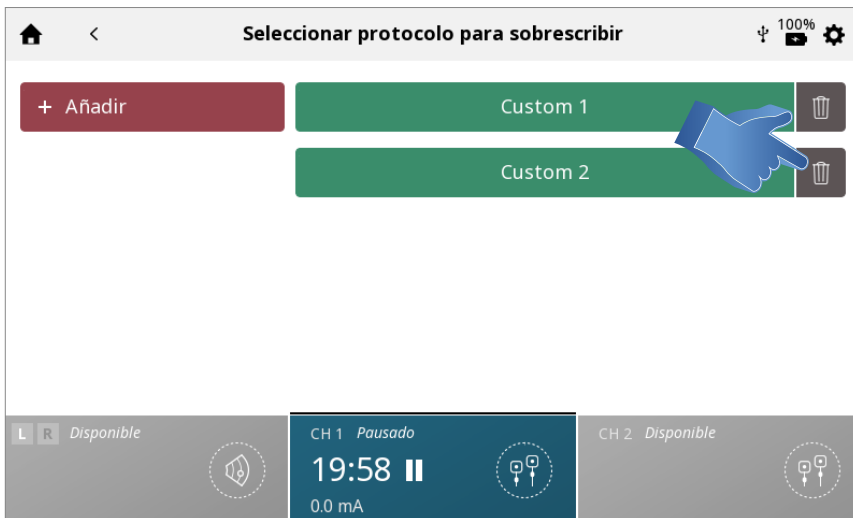 Seleccionar protocolo para sobrescribir
100%
+ Añadir
Custom 1
Custom 2
L R Disponible
CH 1 Pausado
19:58
0.0 mA
CH 2 Disponible